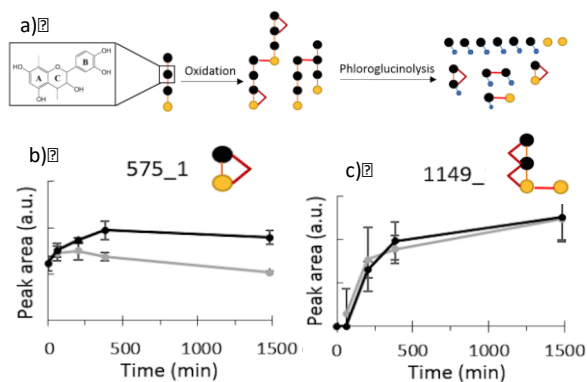 a)
Oxidation
Phloroglucinolysis
OH
B
OH
HO
O
A
C
OH
OH
b)
575_1
Peak area (a.u.)
0
500
1000
1500
Time (min)
c)
1149_
Peak area (a.u.)
0
500
1000
1500
Time (min)